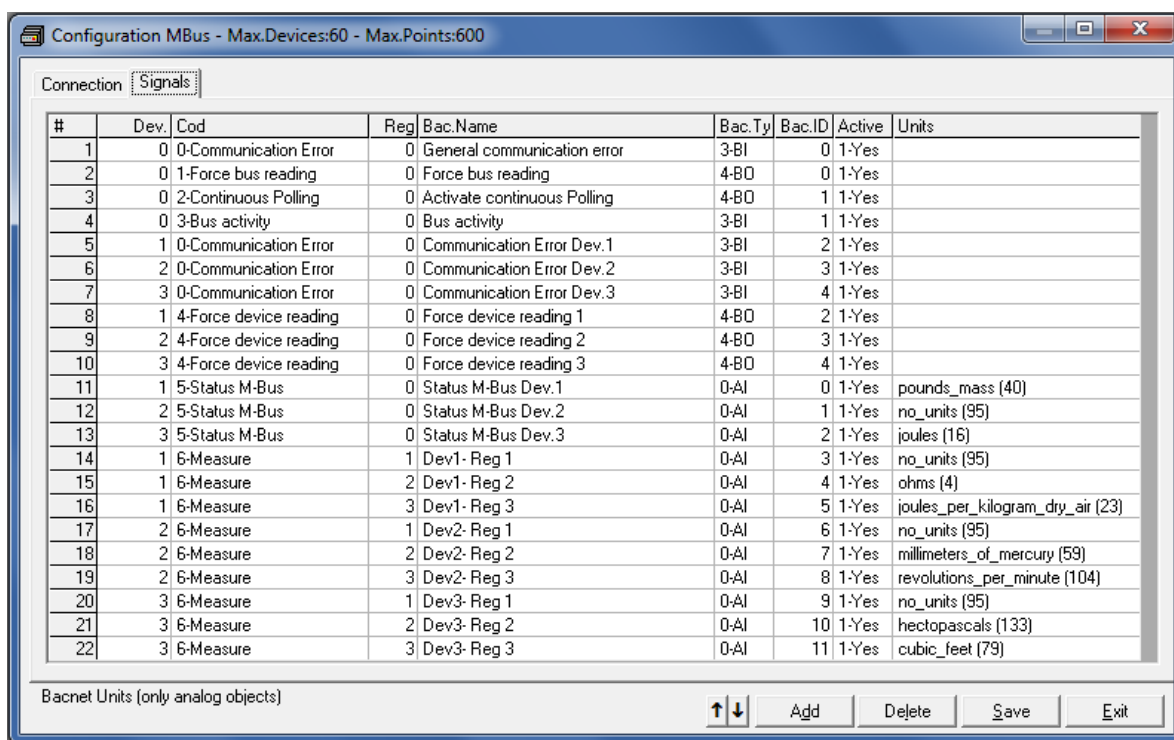 Configuration MBus - Max.Devices:60 - Max.Points:600
Connection Signals
# Dev. Cod Reg Bac.Name Bac.Ty Bac.ID Active Units
1 0 0-Communication Error 0 General communication error 3-BI 0 1-Yes
2 0 1-Force bus reading 0 Force bus reading 4-BO 0 1-Yes
3 0 2-Continuous Polling 0 Activate continuous Polling 4-BO 1 1-Yes
4 0 3-Bus activity 0 Bus activity 3-BI 1 1-Yes
5 1 0-Communication Error 0 Communication Error Dev.1 3-BI 2 1-Yes
6 2 0-Communication Error 0 Communication Error Dev.2 3-BI 3 1-Yes
7 3 0-Communication Error 0 Communication Error Dev.3 3-BI 4 1-Yes
8 1 4-Force device reading 0 Force device reading 1 4-BO 2 1-Yes
9 2 4-Force device reading 0 Force device reading 2 4-BO 3 1-Yes
10 3 4-Force device reading 0 Force device reading 3 4-BO 4 1-Yes
11 1 5-Status M-Bus 0 Status M-Bus Dev.1 0-AI 0 1-Yes pounds_mass (40)
12 2 5-Status M-Bus 0 Status M-Bus Dev.2 0-AI 1 1-Yes no_units (95)
13 3 5-Status M-Bus 0 Status M-Bus Dev.3 0-AI 2 1-Yes joules (16)
14 1 6-Measure 1 Dev1- Reg 1 0-AI 3 1-Yes no_units (95)
15 1 6-Measure 2 Dev1- Reg 2 0-AI 4 1-Yes ohms (4)
16 1 6-Measure 3 Dev1- Reg 3 0-AI 5 1-Yes joules_per_kilogram_dry_air (23)
17 2 6-Measure 1 Dev2- Reg 1 0-AI 6 1-Yes no_units (95)
18 2 6-Measure 2 Dev2- Reg 2 0-AI 7 1-Yes millimeters_of_mercury (59)
19 2 6-Measure 3 Dev2- Reg 3 0-AI 8 1-Yes revolutions_per_minute (104)
20 3 6-Measure 1 Dev3- Reg 1 0-AI 9 1-Yes no_units (95)
21 3 6-Measure 2 Dev3- Reg 2 0-AI 10 1-Yes hectopascals (133)
22 3 6-Measure 3 Dev3- Reg 3 0-AI 11 1-Yes cubic_feet (79)
Bacnet Units (only analog objects)
Add Delete Save Exit